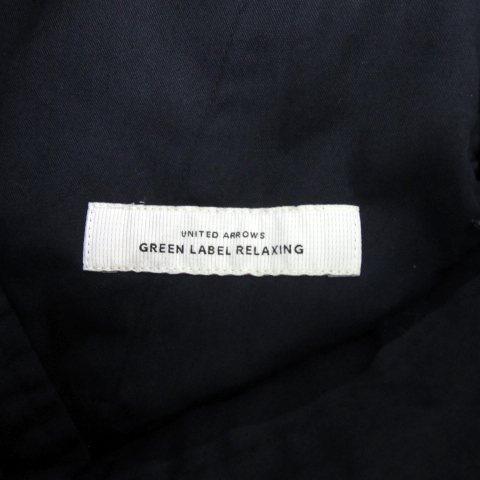 UNITED ARROWS
GREEN LABEL RELAXING